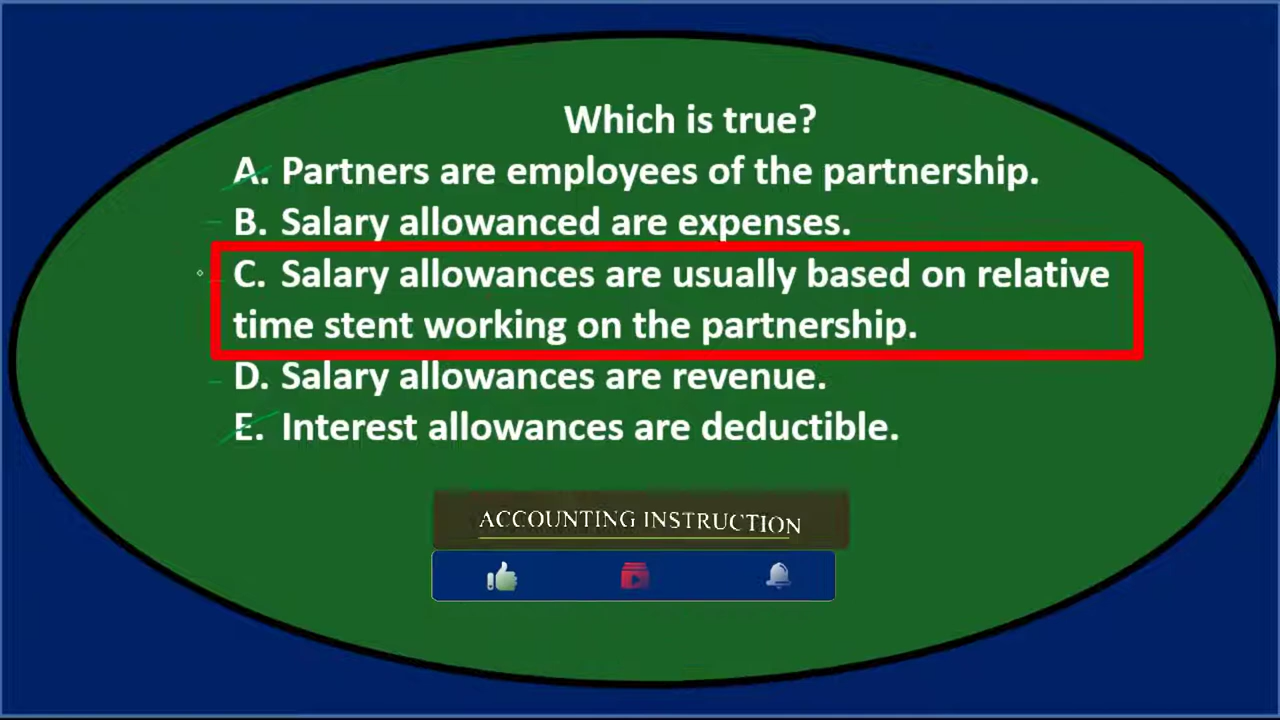 Which is true?
A. Partners are employees of the partnership.
B. Salary allowanced are expenses.
C. Salary allowances are usually based on relative
time stent working on the partnership.
D. Salary allowances are revenue.
E. Interest allowances are deductible.
ACCOUNTING INSTRUCTION